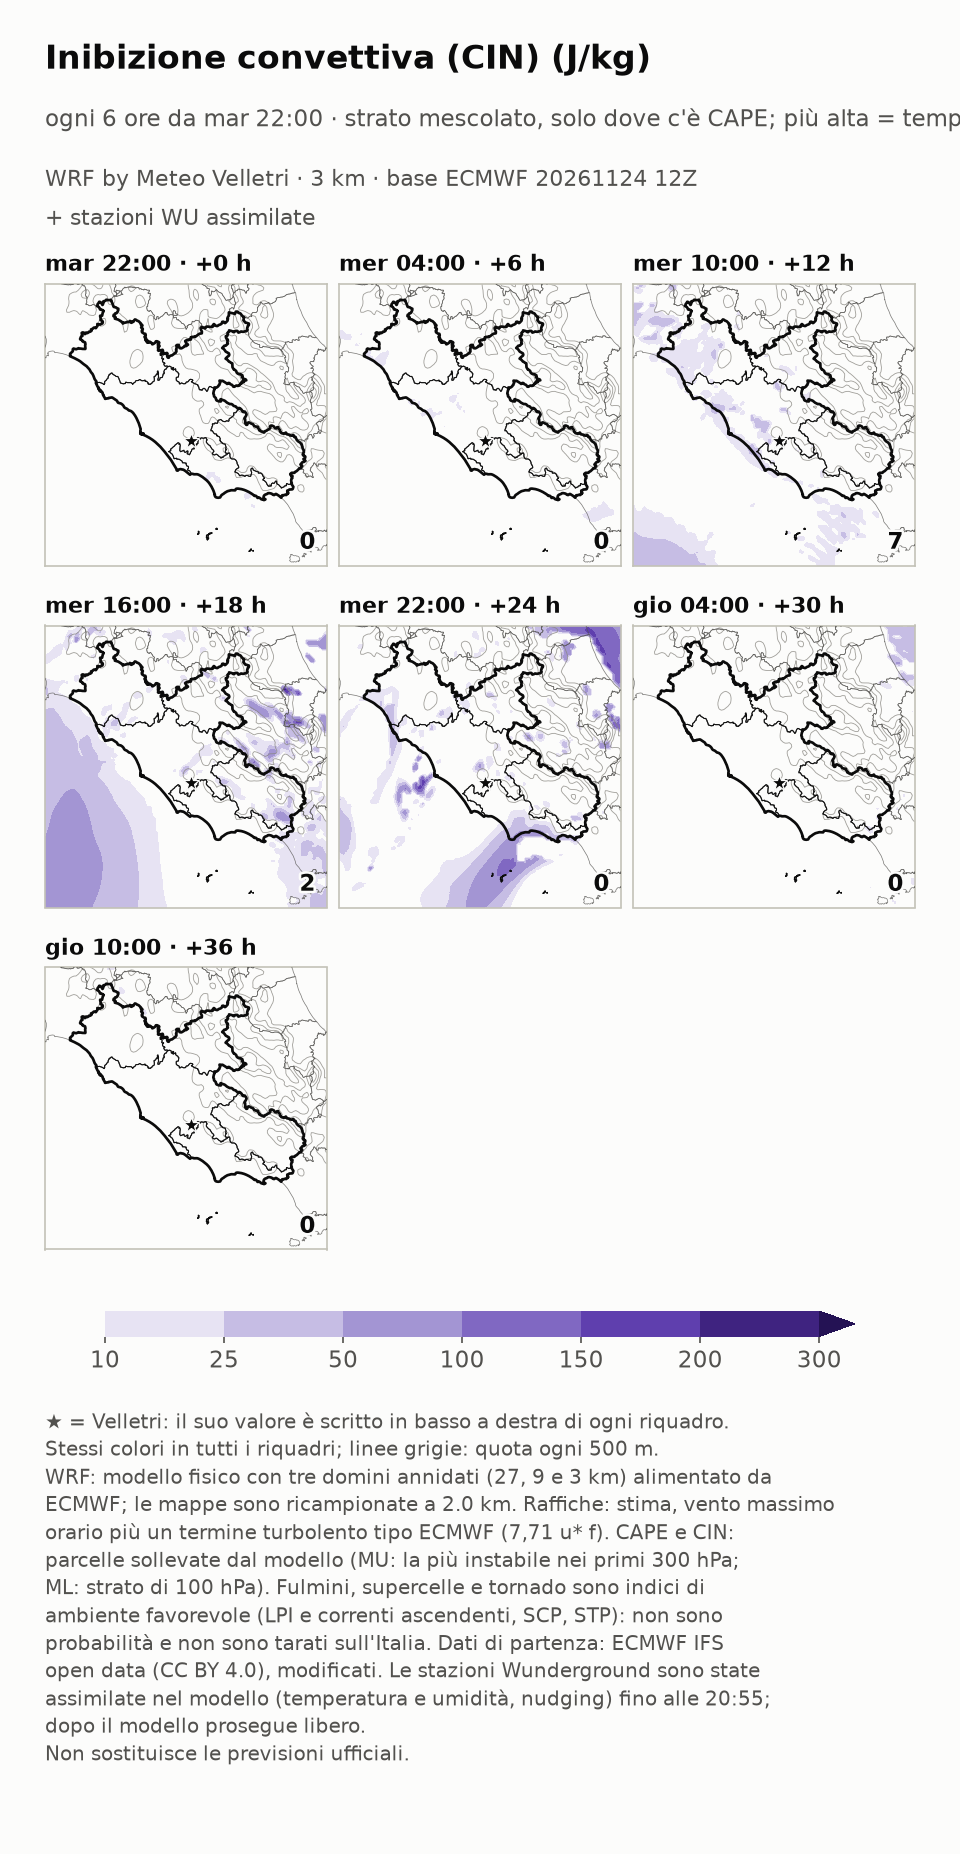 Inibizione convettiva (CIN) (J/kg)
ogni 6 ore da mar 22:00 · strato mescolato, solo dove c'è CAPE; più alta = temp
WRF by Meteo Velletri · 3 km · base ECMWF 20261124 12Z
+ stazioni WU assimilate
mar 22:00 · +0 h
mer 04:00 · +6 h
mer 10:00 · +12 h
0
0
7
mer 16:00 · +18 h
mer 22:00 · +24 h
gio 04:00 · +30 h
2
0
0
gio 10:00 · +36 h
0
10 25 50 100 150 200 300
★ = Velletri: il suo valore è scritto in basso a destra di ogni riquadro.
Stessi colori in tutti i riquadri; linee grigie: quota ogni 500 m.
WRF: modello fisico con tre domini annidati (27, 9 e 3 km) alimentato da
ECMWF; le mappe sono ricampionate a 2.0 km. Raffiche: stima, vento massimo
orario più un termine turbolento tipo ECMWF (7,71 u* f). CAPE e CIN:
parcelle sollevate dal modello (MU: la più instabile nei primi 300 hPa;
ML: strato di 100 hPa). Fulmini, supercelle e tornado sono indici di
ambiente favorevole (LPI e correnti ascendenti, SCP, STP): non sono
probabilità e non sono tarati sull'Italia. Dati di partenza: ECMWF IFS
open data (CC BY 4.0), modificati. Le stazioni Wunderground sono state
assimilate nel modello (temperatura e umidità, nudging) fino alle 20:55;
dopo il modello prosegue libero.
Non sostituisce le previsioni ufficiali.